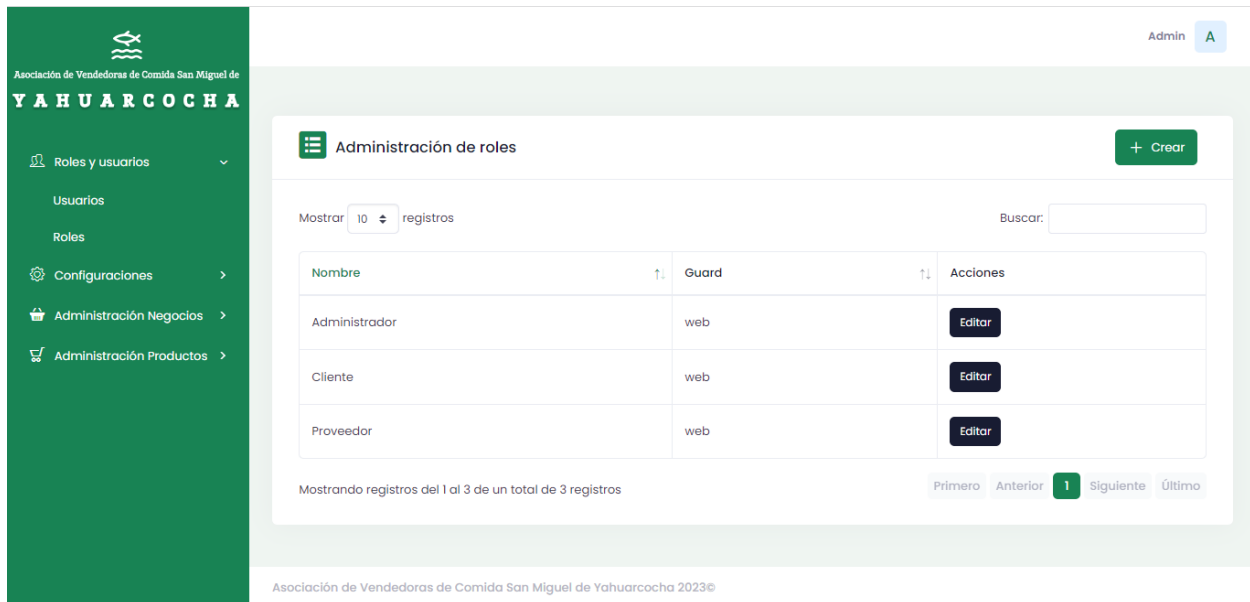 Asociación de Vendedoras de Comida San Miguel de
YAHUARCOCHA
Roles y usuarios
Usuarios
Roles
Configuraciones
Administración Negocios
Administración Productos
Admin A
Administración de roles
+ Crear
Mostrar 10 registros
Buscar:
Nombre Guard Acciones
Administrador web Editar
Cliente web Editar
Proveedor web Editar
Mostrando registros del 1 al 3 de un total de 3 registros
Primero Anterior 1 Siguiente Último
Asociación de Vendedoras de Comida San Miguel de Yahuarcocha 2023©